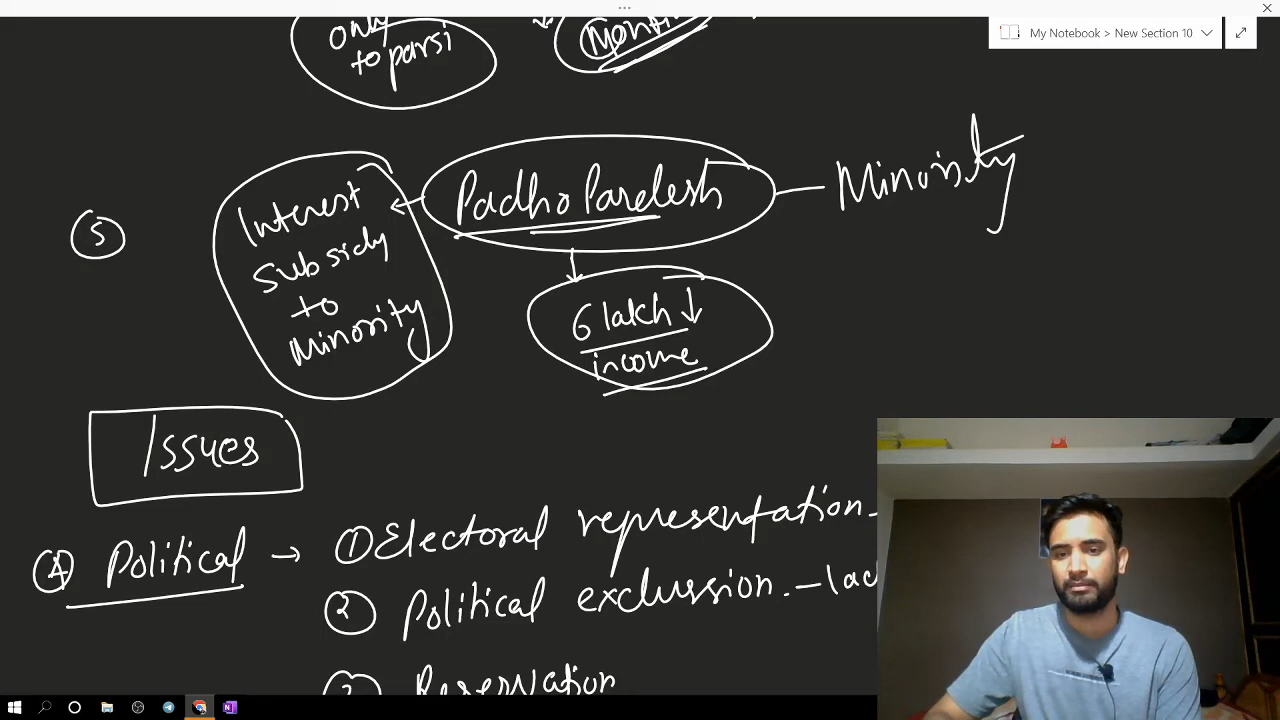 My Notebook > New Section 10
only
to parsi
5
Padho Pardesh
Minority
Interest
subsidy
to
Minority
6 lakh ↓
income
Issues
A Political → ① Electoral representation-
② Political exclussion. -
Reservation